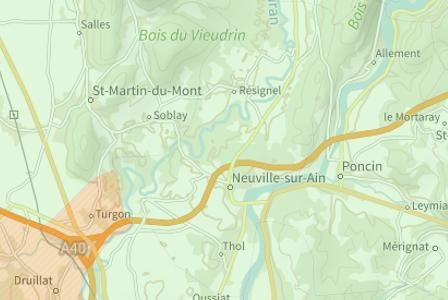 Salles
Bois du Vieudrin
Bois
Allement
St-Martin-du-Mont
Résignel
Soblay
le Mortaray
Poncin
Neuville-sur-Ain
Leymia
Turgon
A40
Thol
Mérignat
Druillat
Oussiat